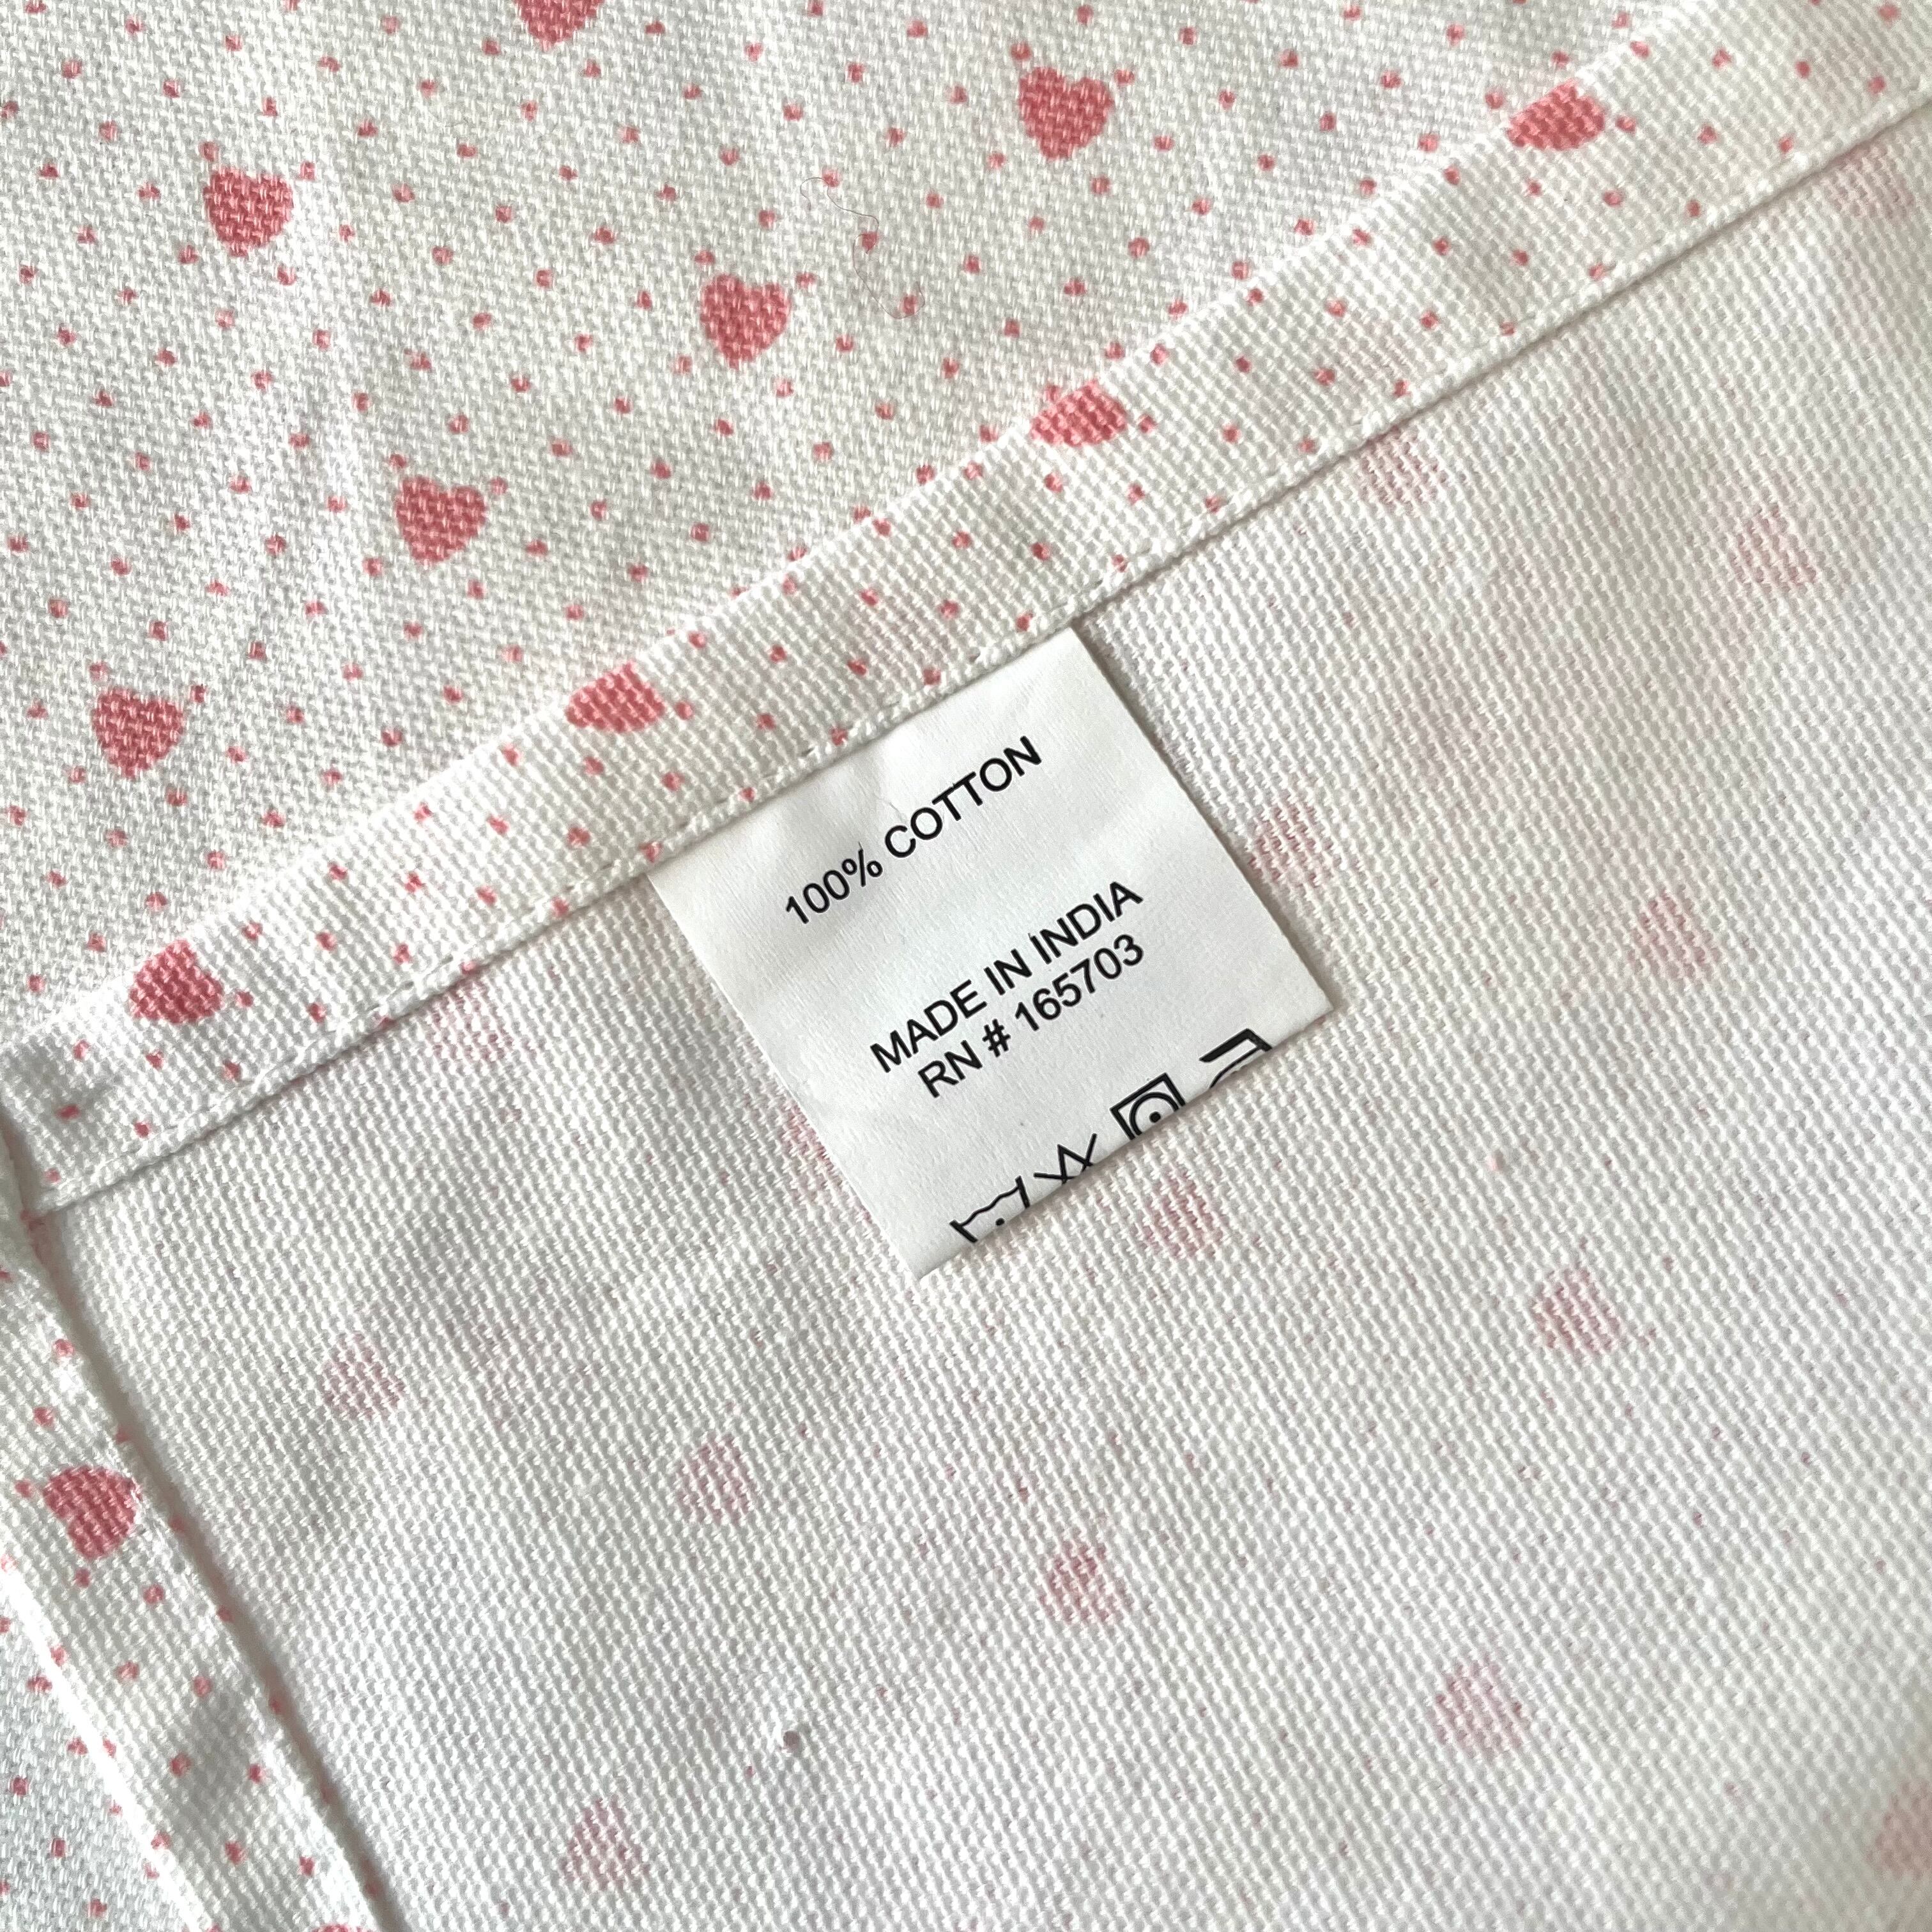 100% COTTON
MADE IN INDIA
RN # 165703